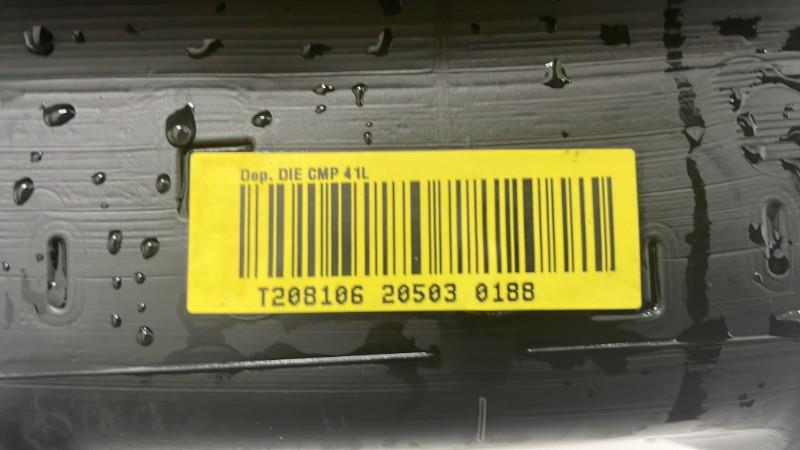 Dep. DIE CMP 41L
T208106 20503 0188